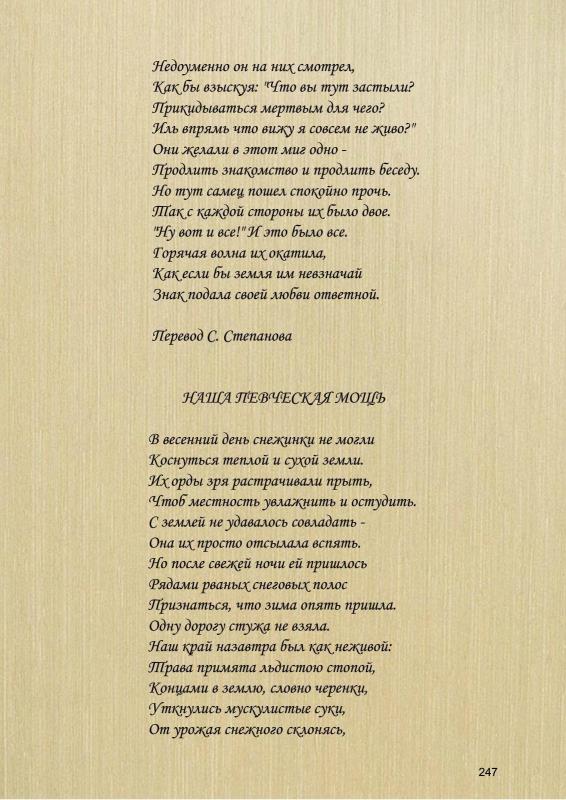 Недоуменно он на них смотрел,
Как бы взыскуя: "Что вы тут застыли?
Прикидываться мертвым для чего?
Иль впрямь что вижу я совсем не живо?"
Они желали в этот миг одно -
Продлить знакомство и продлить беседу.
Но тут самец пошел спокойно прочь.
Так с каждой стороны их было двое.
"Ну вот и все!" И это было все.
Горячая волна их окатила,
Как если бы земля им невзначай
Знак подала своей любви ответной.
Перевод С. Степанова
НАША ПЕВЧЕСКАЯ МОЩЬ
В весенний день снежинки не могли
Коснуться теплой и сухой земли.
Их орды зря растрачивали прыть,
Чтоб местность увлажнить и остудить.
С землей не удавалось совладать -
Она их просто отсылала вспять.
Но после свежей ночи ей пришлось
Рядами рваных снеговых полос
Признаться, что зима опять пришла.
Одну дорогу стужа не взяла.
Наш край назавтра был как неживой:
Трава примята льдистою стопой,
Концами в землю, словно черенки,
Уткнулись мускулистые суки,
От урожая снежного склонясь,
247